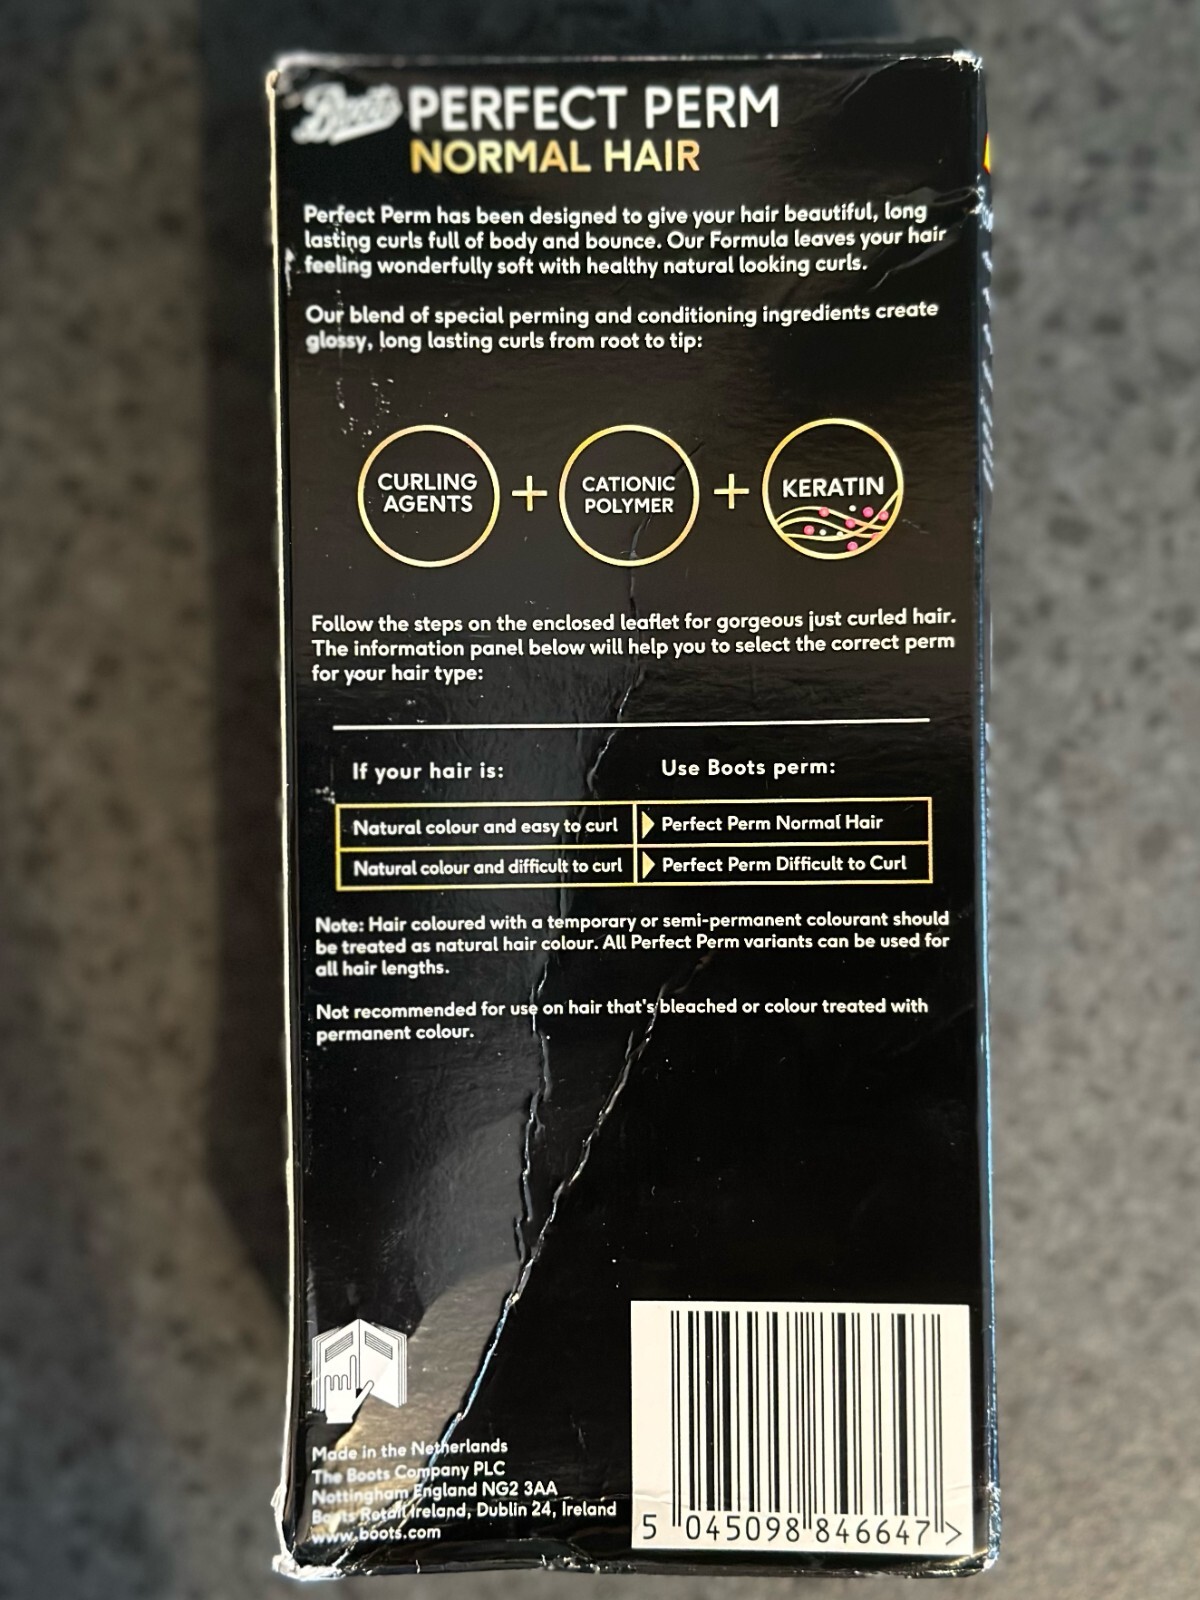 Boots PERFECT PERM
NORMAL HAIR
Perfect Perm has been designed to give your hair beautiful, long
lasting curls full of body and bounce. Our Formula leaves your hair
feeling wonderfully soft with healthy natural looking curls.
Our blend of special perming and conditioning ingredients create
glossy, long lasting curls from root to tip:
CURLING
AGENTS
+
CATIONIC
POLYMER
+
KERATIN
Follow the steps on the enclosed leaflet for gorgeous just curled hair.
The information panel below will help you to select the correct perm
for your hair type:
If your hair is: Use Boots perm:
Natural colour and easy to curl Perfect Perm Normal Hair
Natural colour and difficult to curl Perfect Perm Difficult to Curl
Note: Hair coloured with a temporary or semi-permanent colourant should
be treated as natural hair colour. All Perfect Perm variants can be used for
all hair lengths.
Not recommended for use on hair that's bleached or colour treated with
permanent colour.
Made in the Netherlands
The Boots Company PLC
Nottingham England NG2 3AA
Boots Retail Ireland, Dublin 24, Ireland
www.boots.com
5 045098 846647 >